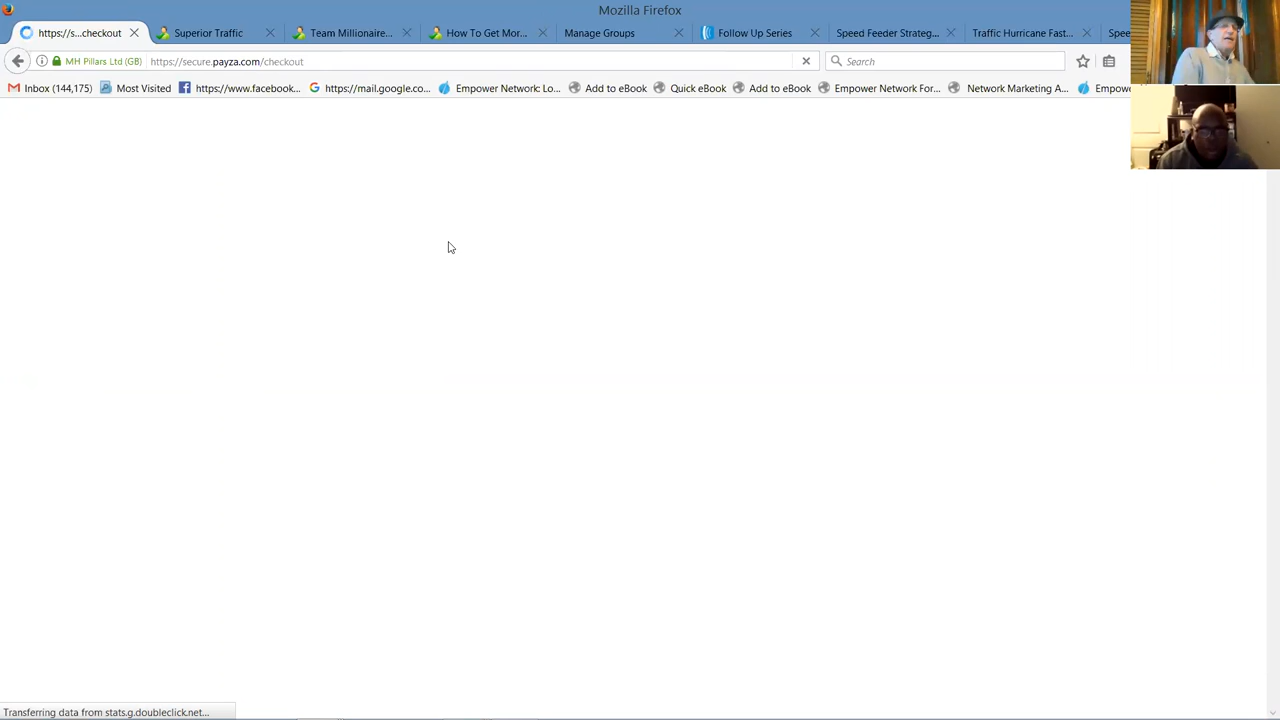 Mozilla Firefox
https://s...checkout
Superior Traffic
Team Millionaire...
How To Get Mor...
Manage Groups
Follow Up Series
Speed Feeder Strateg...
Traffic Hurricane Fast...
Spee
MH Pillars Ltd (GB)
https://secure.payza.com/checkout
Search
Inbox (144,175)
Most Visited
https://www.facebook...
https://mail.google.co...
Empower Network: Lo...
Add to eBook
Quick eBook
Add to eBook
Empower Network For...
Network Marketing A...
Empowe
Transferring data from stats.g.doubleclick.net...